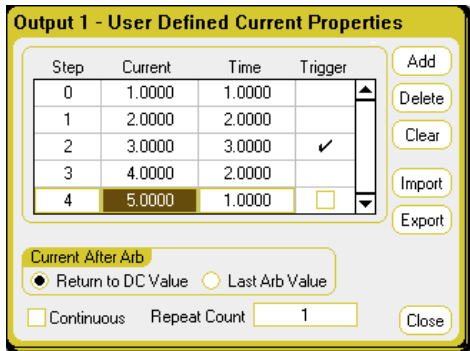 Output 1 - User Defined Current Properties
Step Current Time Trigger
0 1.0000 1.0000
1 2.0000 2.0000
2 3.0000 3.0000 ✓
3 4.0000 2.0000
4 5.0000 1.0000
Add
Delete
Clear
Import
Export
Current After Arb
Return to DC Value Last Arb Value
Continuous Repeat Count 1
Close